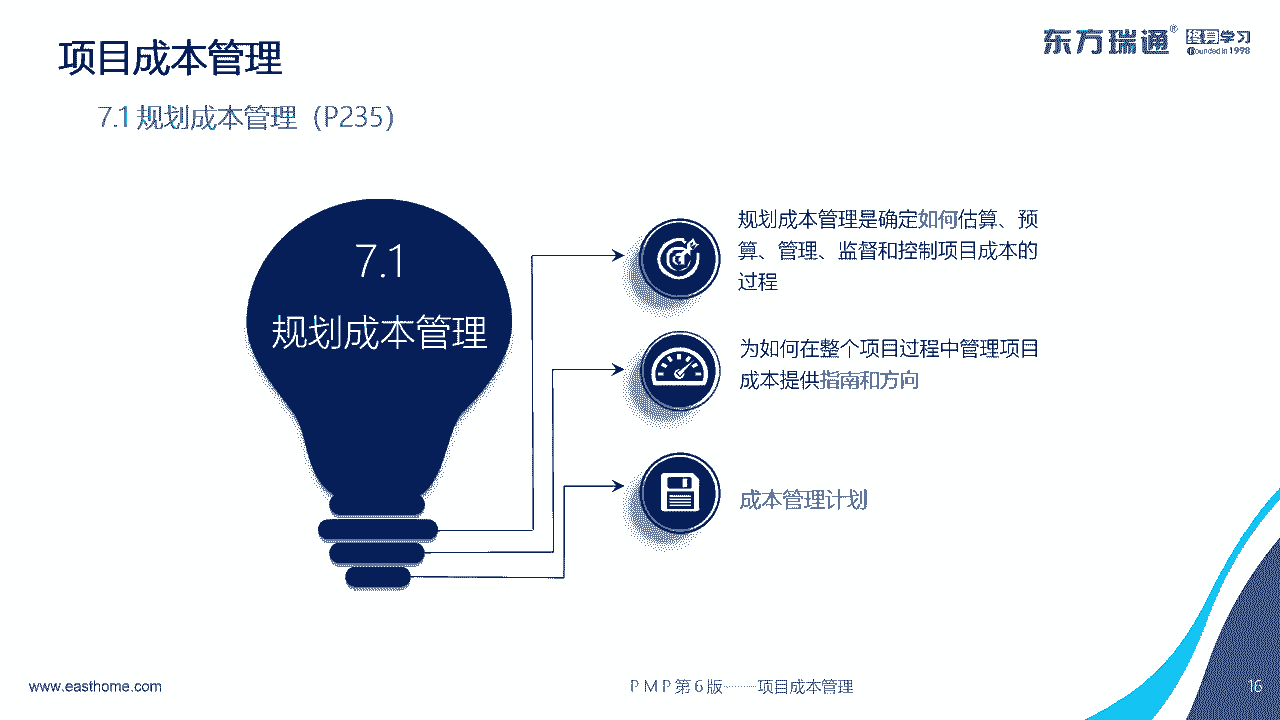 项目成本管理
东方瑞通® 终身学习
Founded in 1998
7.1 规划成本管理（P235）
7.1
规划成本管理
规划成本管理是确定如何估算、预
算、管理、监督和控制项目成本的
过程
为如何在整个项目过程中管理项目
成本提供指南和方向
成本管理计划
www.easthome.com
PMP第6版………项目成本管理
16